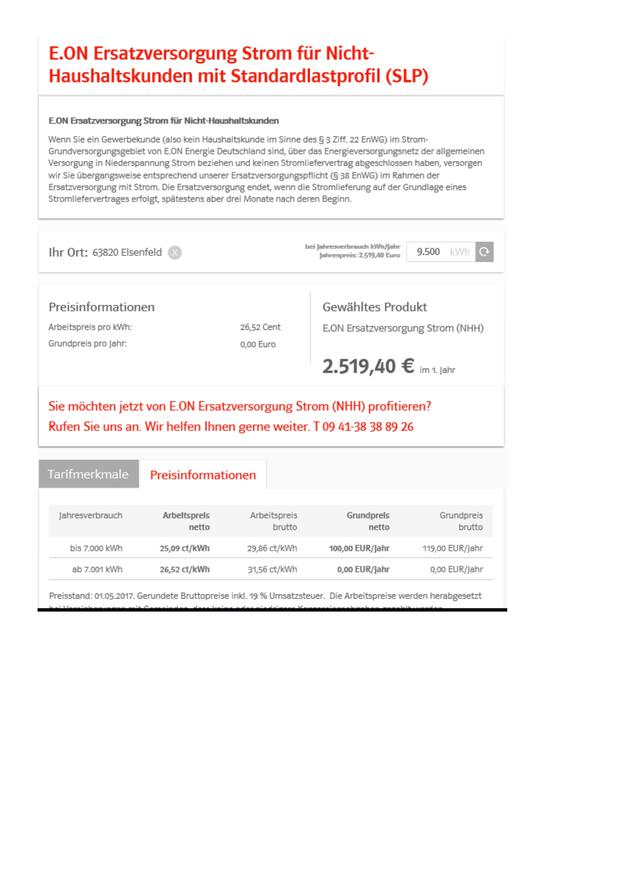 E.ON Ersatzversorgung Strom für Nicht-
Haushaltskunden mit Standardlastprofil (SLP)
E.ON Ersatzversorgung Strom für Nicht-Haushaltskunden
Wenn Sie ein Gewerbekunde (also kein Haushaltskunde im Sinne des § 3 Ziff. 22 EnWG) im Strom-
Grundversorgungsgebiet von E.ON Energie Deutschland sind, über das Energieversorgungsnetz der allgemeinen
Versorgung in Niederspannung Strom beziehen und keinen Stromliefervertrag abgeschlossen haben, versorgen
wir Sie übergangsweise entsprechend unserer Ersatzversorgungspflicht (§ 38 EnWG) im Rahmen der
Ersatzversorgung mit Strom. Die Ersatzversorgung endet, wenn die Stromlieferung auf der Grundlage eines
Stromliefervertrages erfolgt, spätestens aber drei Monate nach deren Beginn.
Ihr Ort: 63820 Elsenfeld X
bei Jahresverbrauch kWh/Jahr
Jahrespreis: 2.519,40 Euro
9.500 kWh
Preisinformationen
Arbeitspreis pro kWh: 26,52 Cent
Grundpreis pro Jahr: 0,00 Euro
Gewähltes Produkt
E.ON Ersatzversorgung Strom (NHH)
2.519,40 € im 1. Jahr
Sie möchten jetzt von E.ON Ersatzversorgung Strom (NHH) profitieren?
Rufen Sie uns an. Wir helfen Ihnen gerne weiter. T 09 41-38 38 89 26
Tarifmerkmale Preisinformationen
Jahresverbrauch Arbeitspreis Arbeitspreis Grundpreis Grundpreis
netto brutto netto brutto
bis 7.000 kWh 25,09 ct/kWh 29,86 ct/kWh 100,00 EUR/Jahr 119,00 EUR/Jahr
ab 7.001 kWh 26,52 ct/kWh 31,56 ct/kWh 0,00 EUR/Jahr 0,00 EUR/Jahr
Preisstand: 01.05.2017. Gerundete Bruttopreise inkl. 19 % Umsatzsteuer. Die Arbeitspreise werden herabgesetzt